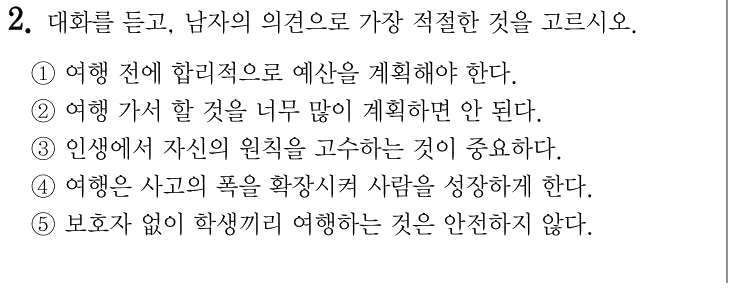 2. 대화를 듣고, 남자의 의견으로 가장 적절한 것을 고르시오.
① 여행 전에 합리적으로 예산을 계획해야 한다.
② 여행 가서 할 것을 너무 많이 계획하면 안 된다.
③ 인생에서 자신의 원칙을 고수하는 것이 중요하다.
④ 여행은 사고의 폭을 확장시켜 사람을 성장하게 한다.
⑤ 보호자 없이 학생끼리 여행하는 것은 안전하지 않다.